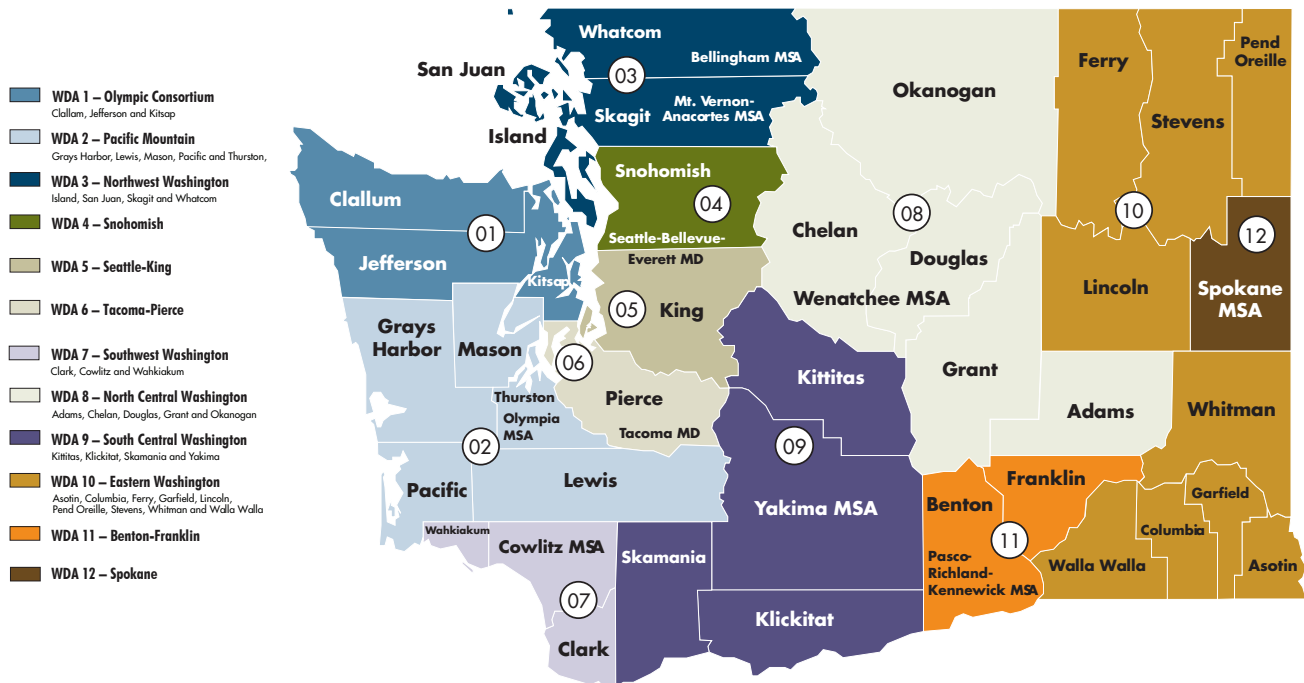 WDA 1 – Olympic Consortium
Clallam, Jefferson and Kitsap
WDA 2 – Pacific Mountain
Grays Harbor, Lewis, Mason, Pacific and Thurston,
WDA 3 – Northwest Washington
Island, San Juan, Skagit and Whatcom
WDA 4 – Snohomish
WDA 5 – Seattle-King
WDA 6 – Tacoma-Pierce
WDA 7 – Southwest Washington
Clark, Cowlitz and Wahkiakum
WDA 8 – North Central Washington
Adams, Chelan, Douglas, Grant and Okanogan
WDA 9 – South Central Washington
Kittitas, Klickitat, Skamania and Yakima
WDA 10 – Eastern Washington
Asotin, Columbia, Ferry, Garfield, Lincoln,
Pend Oreille, Stevens, Whitman and Walla Walla
WDA 11 – Benton-Franklin
WDA 12 – Spokane
Whatcom
Bellingham MSA
San Juan
03
Skagit
Mt. Vernon-
Anacortes MSA
Island
Snohomish
04
Seattle-Bellevue-
Everett MD
Clallum
01
Jefferson
Kitsap
05
King
Grays
Harbor
Mason
06
Pierce
Tacoma MD
Thurston
Olympia
MSA
02
Pacific
Lewis
Wahkiakum
Cowlitz MSA
07
Clark
Okanogan
Chelan
08
Douglas
Wenatchee MSA
Grant
Adams
Kittitas
09
Yakima MSA
Skamania
Klickitat
Ferry
Stevens
Pend
Oreille
10
12
Lincoln
Spokane
MSA
Whitman
Franklin
Benton
11
Pasco-
Richland-
Kennewick MSA
Walla Walla
Columbia
Garfield
Asotin